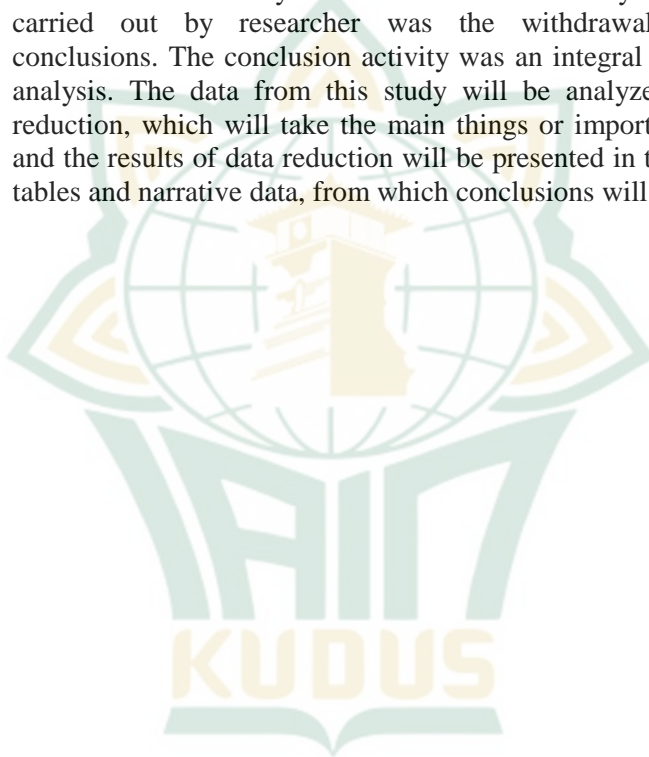 carried out by researcher was the withdrawal
conclusions. The conclusion activity was an integral
analysis. The data from this study will be analyze
reduction, which will take the main things or import
and the results of data reduction will be presented in t
tables and narrative data, from which conclusions will
IAIN
KUDUS